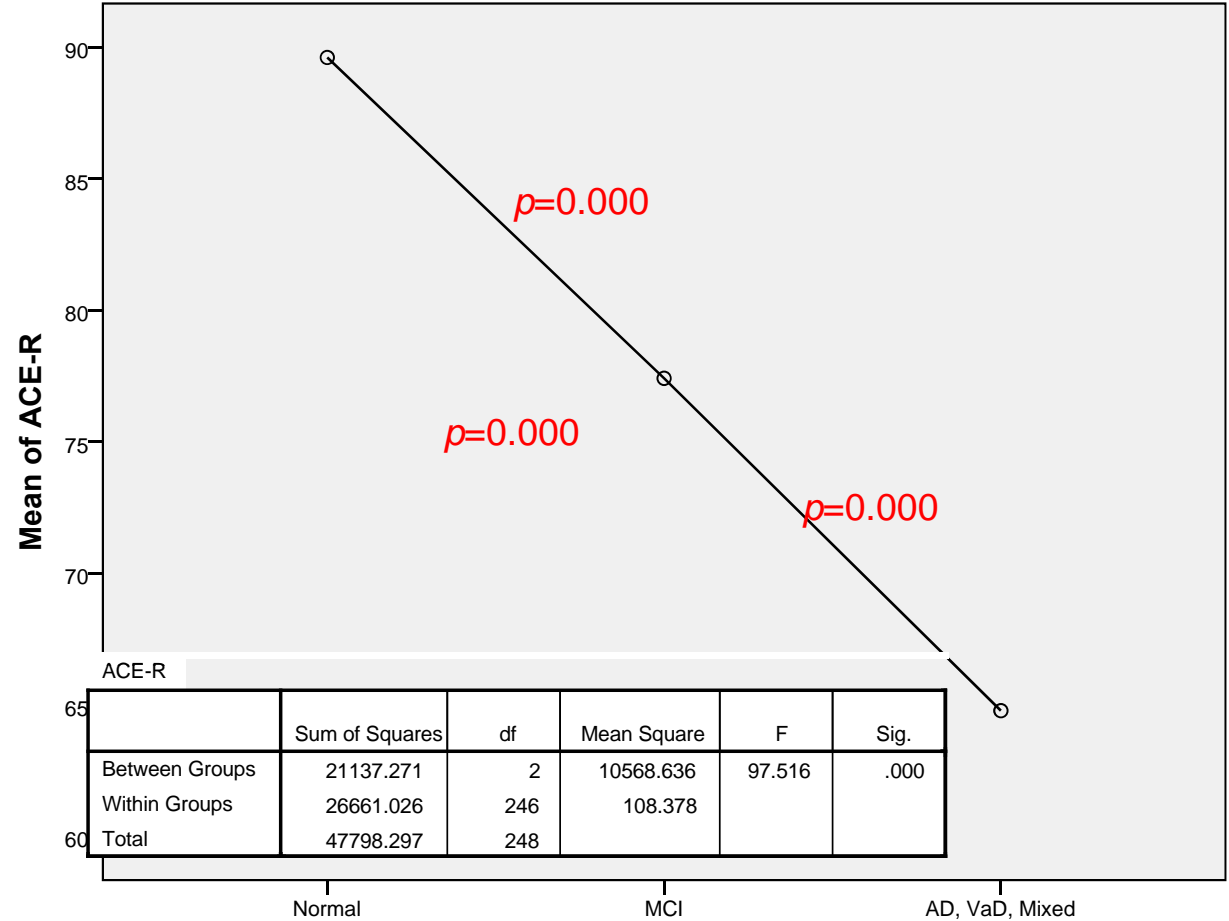 90
85
p=0.000
80
Mean of ACE-R
75
p=0.000
p=0.000
70
ACE-R
65
Sum of Squares df Mean Square F Sig.
Between Groups 21137.271 2 10568.636 97.516 .000
Within Groups 26661.026 246 108.378
60
Total 47798.297 248
Normal MCI AD, VaD, Mixed